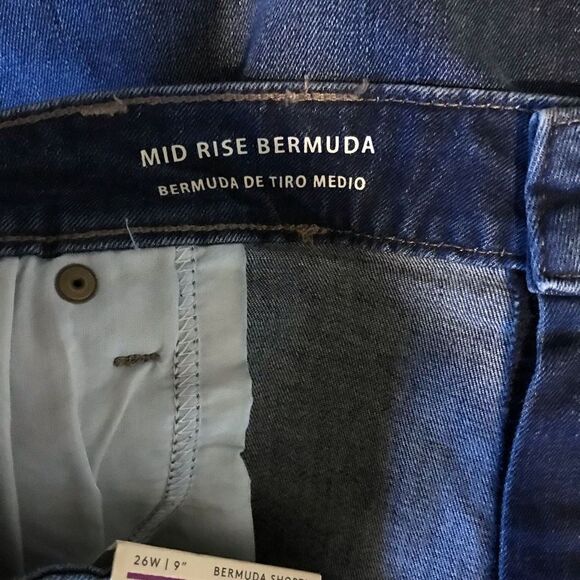 MID RISE BERMUDA
BERMUDA DE TIRO MEDIO
26W | 9"
BERMUDA SHORT